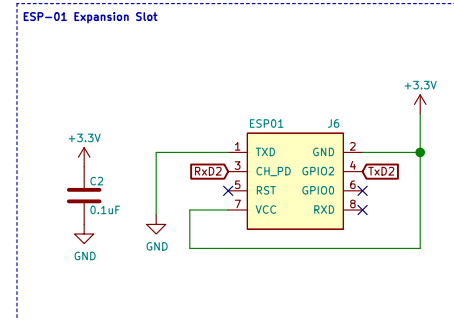 ESP-01 Expansion Slot
+3.3V
ESP01 J6
+3.3V
1 TXD GND 2
RxD2 3 CH_PD GPIO2 4 TxD2
C2 5 RST GPIO0 6
0.1uF 7 VCC RXD 8
GND
GND